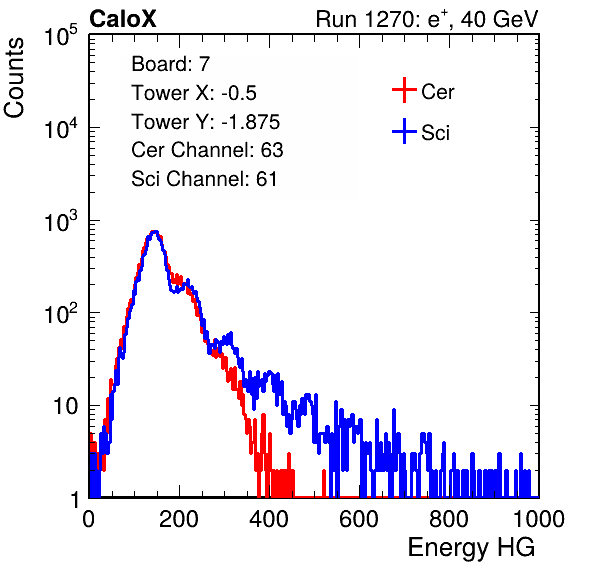 CaloX Run 1270: e⁺, 40 GeV
Counts
10⁵
10⁴
10³
10²
10
1
Board: 7
Tower X: -0.5
Tower Y: -1.875
Cer Channel: 63
Sci Channel: 61
Cer
Sci
0 200 400 600 800 1000
Energy HG